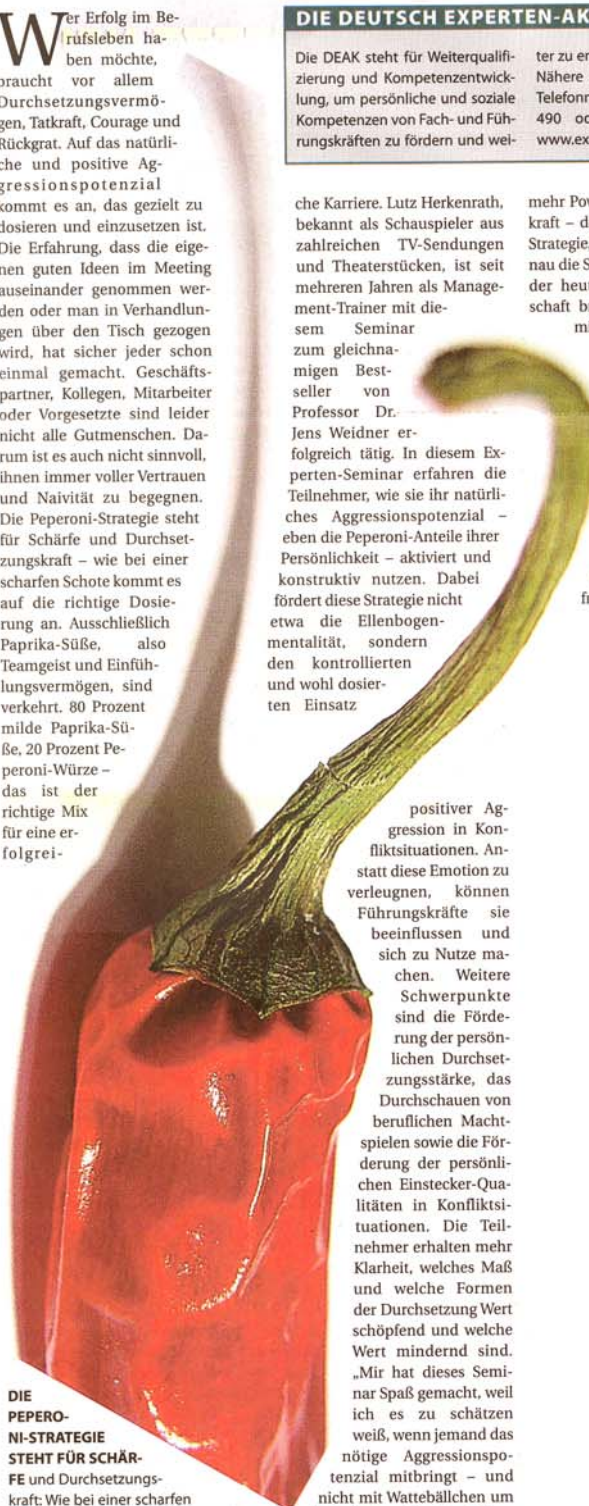 Wer Erfolg im Be-
rufsleben ha-
ben möchte,
braucht vor allem
Durchsetzungsvermö-
gen, Tatkraft, Courage und
Rückgrat. Auf das natürli-
che und positive Ag-
gressionspotenzial
kommt es an, das gezielt zu
dosieren und einzusetzen ist.
Die Erfahrung, dass die eige-
nen guten Ideen im Meeting
auseinander genommen wer-
den oder man in Verhandlun-
gen über den Tisch gezogen
wird, hat sicher jeder schon
einmal gemacht. Geschäfts-
partner, Kollegen, Mitarbeiter
oder Vorgesetzte sind leider
nicht alle Gutmenschen. Da-
rum ist es auch nicht sinnvoll,
ihnen immer voller Vertrauen
und Naivität zu begegnen.
Die Peperoni-Strategie steht
für Schärfe und Durchset-
zungskraft – wie bei einer
scharfen Schote kommt es
auf die richtige Dosie-
rung an. Ausschließlich
Paprika-Süße, also
Teamgeist und Einfüh-
lungsvermögen, sind
verkehrt. 80 Prozent
milde Paprika-Sü-
ße, 20 Prozent Pe-
peroni-Würze –
das ist der
richtige Mix
für eine er-
folgrei-
DIE
PEPERO-
NI-STRATEGIE
STEHT FÜR SCHÄR-
FE und Durchsetzungs-
kraft: Wie bei einer scharfen
DIE DEUTSCH EXPERTEN-AK
Die DEAK steht für Weiterqualifi-
zierung und Kompetenzentwick-
lung, um persönliche und soziale
Kompetenzen von Fach- und Füh-
rungskräften zu fördern und wei-
ter zu er
Nähere
Telefonn
490 oc
www.ex
che Karriere. Lutz Herkenrath,
bekannt als Schauspieler aus
zahlreichen TV-Sendungen
und Theaterstücken, ist seit
mehreren Jahren als Manage-
ment-Trainer mit die-
sem Seminar
zum gleichna-
migen Best-
seller von
Professor Dr.
Jens Weidner er-
folgreich tätig. In diesem Ex-
perten-Seminar erfahren die
Teilnehmer, wie sie ihr natürli-
ches Aggressionspotenzial –
eben die Peperoni-Anteile ihrer
Persönlichkeit – aktiviert und
konstruktiv nutzen. Dabei
fördert diese Strategie nicht
etwa die Ellenbogen-
mentalität, sondern
den kontrollierten
und wohl dosier-
ten Einsatz
positiver Ag-
gression in Kon-
fliktsituationen. An-
statt diese Emotion zu
verleugnen, können
Führungskräfte sie
beeinflussen und
sich zu Nutze ma-
chen. Weitere
Schwerpunkte
sind die Förde-
rung der persön-
lichen Durchset-
zungsstärke, das
Durchschauen von
beruflichen Macht-
spielen sowie die För-
derung der persönli-
chen Einstecker-Qua-
litäten in Konfliktsi-
tuationen. Die Teil-
nehmer erhalten mehr
Klarheit, welches Maß
und welche Formen
der Durchsetzung Wert
schöpfend und welche
Wert mindernd sind.
„Mir hat dieses Semi-
nar Spaß gemacht, weil
ich es zu schätzen
weiß, wenn jemand das
nötige Aggressionspo-
tenzial mitbringt – und
nicht mit Wattebällchen um
mehr Pow
kraft – d
Strategie,
nau die S
der heut
schaft br
mi
fr